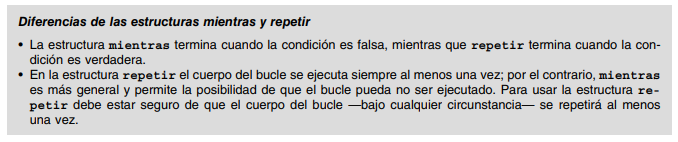 Diferencias de las estructuras mientras y repetir
• La estructura mientras termina cuando la condición es falsa, mientras que repetir termina cuando la con-
dición es verdadera.
• En la estructura repetir el cuerpo del bucle se ejecuta siempre al menos una vez; por el contrario, mientras
es más general y permite la posibilidad de que el bucle pueda no ser ejecutado. Para usar la estructura re-
petir debe estar seguro de que el cuerpo del bucle —bajo cualquier circunstancia— se repetirá al menos
una vez.